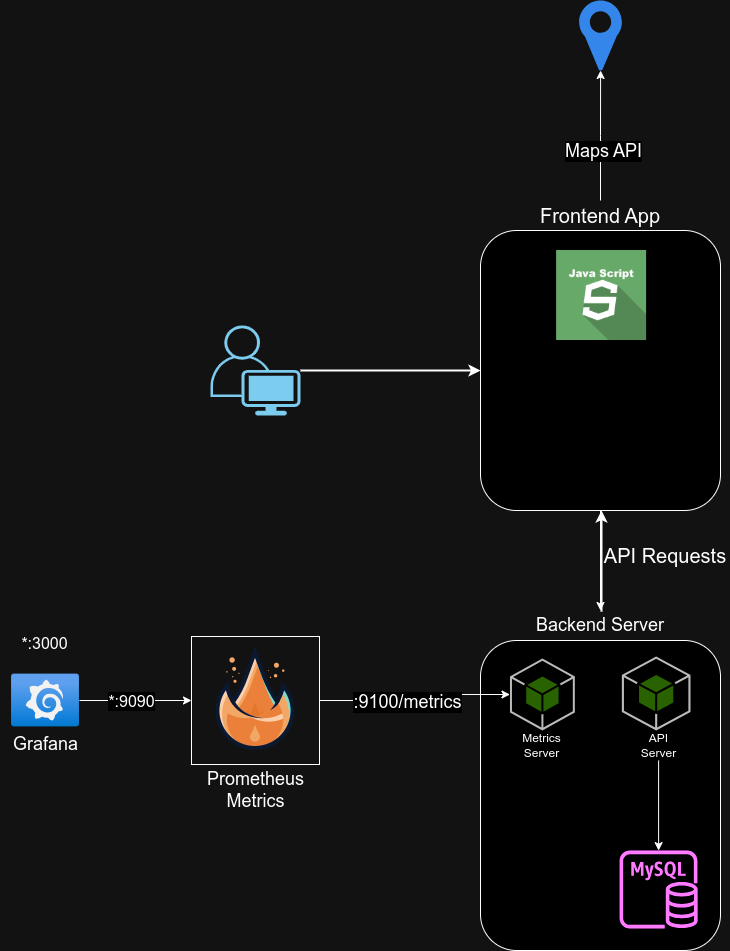 Maps API
Frontend App
Java Script
API Requests
Backend Server
*:3000
Grafana
*:9090
Prometheus
Metrics
:9100/metrics
Metrics
Server
API
Server
MySQL